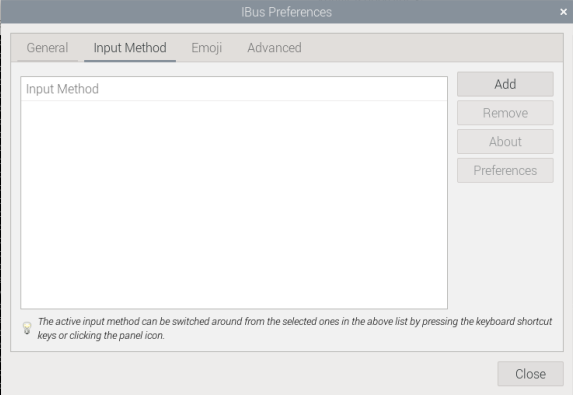 IBus Preferences ×
General Input Method Emoji Advanced
Input Method
Add
Remove
About
Preferences
The active input method can be switched around from the selected ones in the above list by pressing the keyboard shortcut
keys or clicking the panel icon.
Close